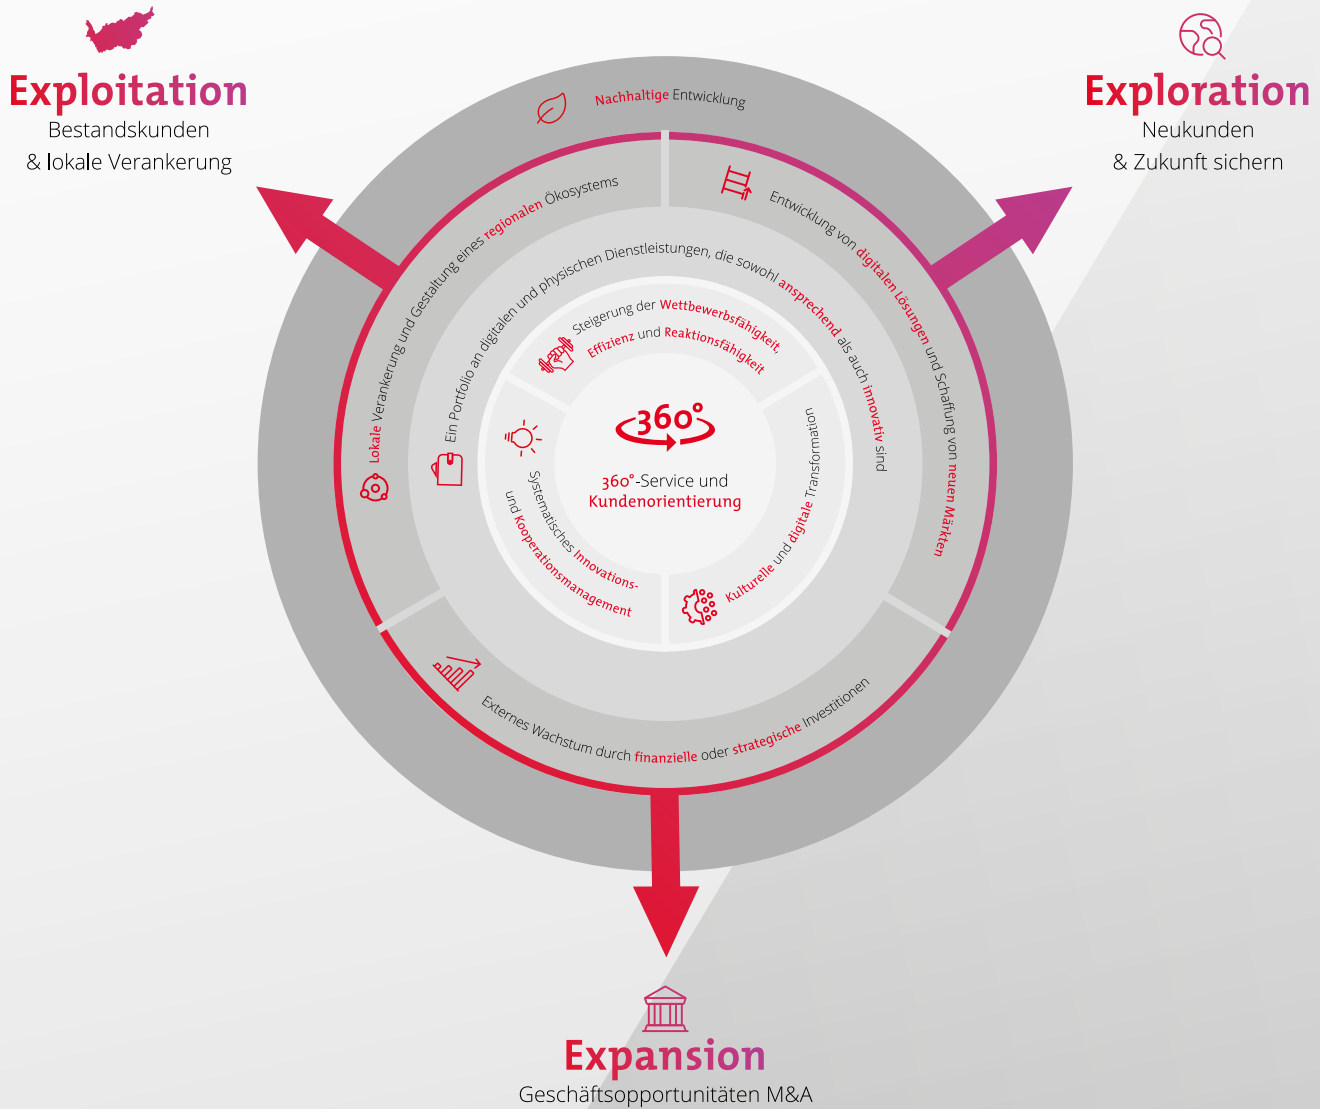 Exploitation
Bestandskunden
& lokale Verankerung
Exploration
Neukunden
& Zukunft sichern
Nachhaltige Entwicklung
Lokale Verankerung und Gestaltung eines regionalen Ökosystems
Entwicklung von digitalen Lösungen und Schaffung von neuen Märkten
Ein Portfolio an digitalen und physischen Dienstleistungen, die sowohl ansprechend als auch innovativ sind
Steigerung der Wettbewerbsfähigkeit,
Effizienz und Reaktionsfähigkeit
360°
360°-Service und
Kundenorientierung
Systematisches Innovations-
und Kooperationsmanagement
Kulturelle und digitale Transformation
Externes Wachstum durch finanzielle oder strategische Investitionen
Expansion
Geschäftsopportunitäten M&A